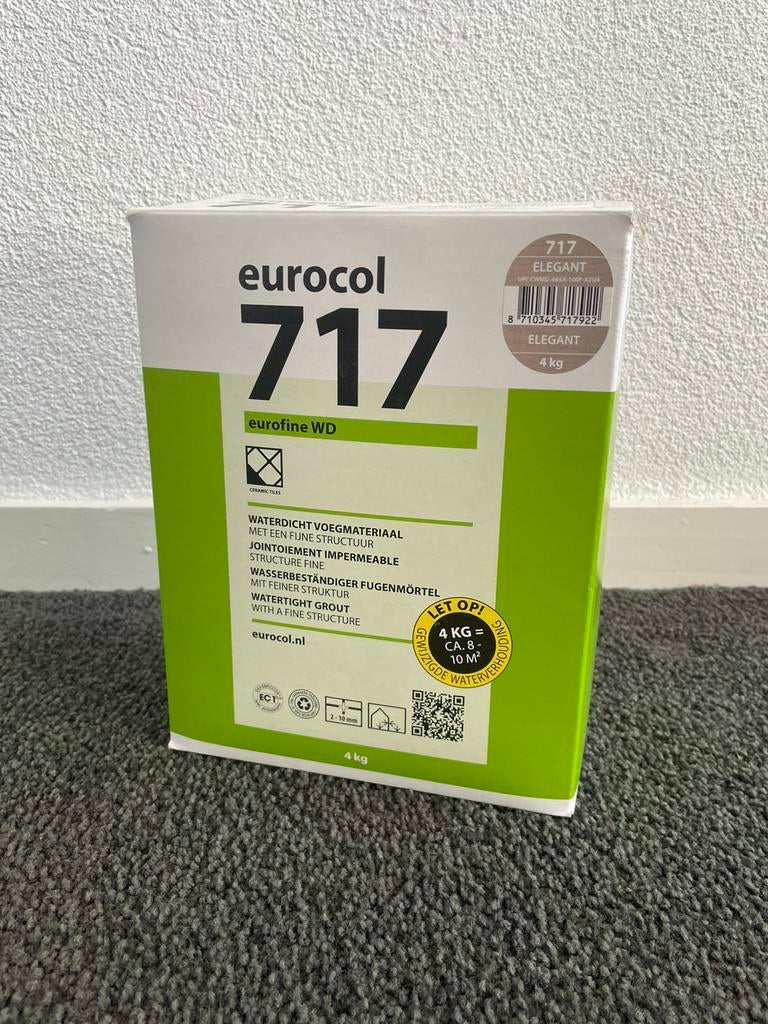 eurocol
717
eurofine WD
CERAMIC TILES
WATERDICHT VOEGMATERIAAL
MET EEN FIJNE STRUCTUUR
JOINTOIEMENT IMPERMEABLE
STRUCTURE FINE
WASSERBESTÄNDIGER FUGENMÖRTEL
MIT FEINER STRUKTUR
WATERTIGHT GROUT
WITH A FINE STRUCTURE
eurocol.nl
717
ELEGANT
8 710345 717922
ELEGANT
4 kg
LET OP!
4 KG =
CA. 8 -
10 M²
GEWIJZIGDE WATERVERHOUDING
EC1
2 - 10 mm
4 kg